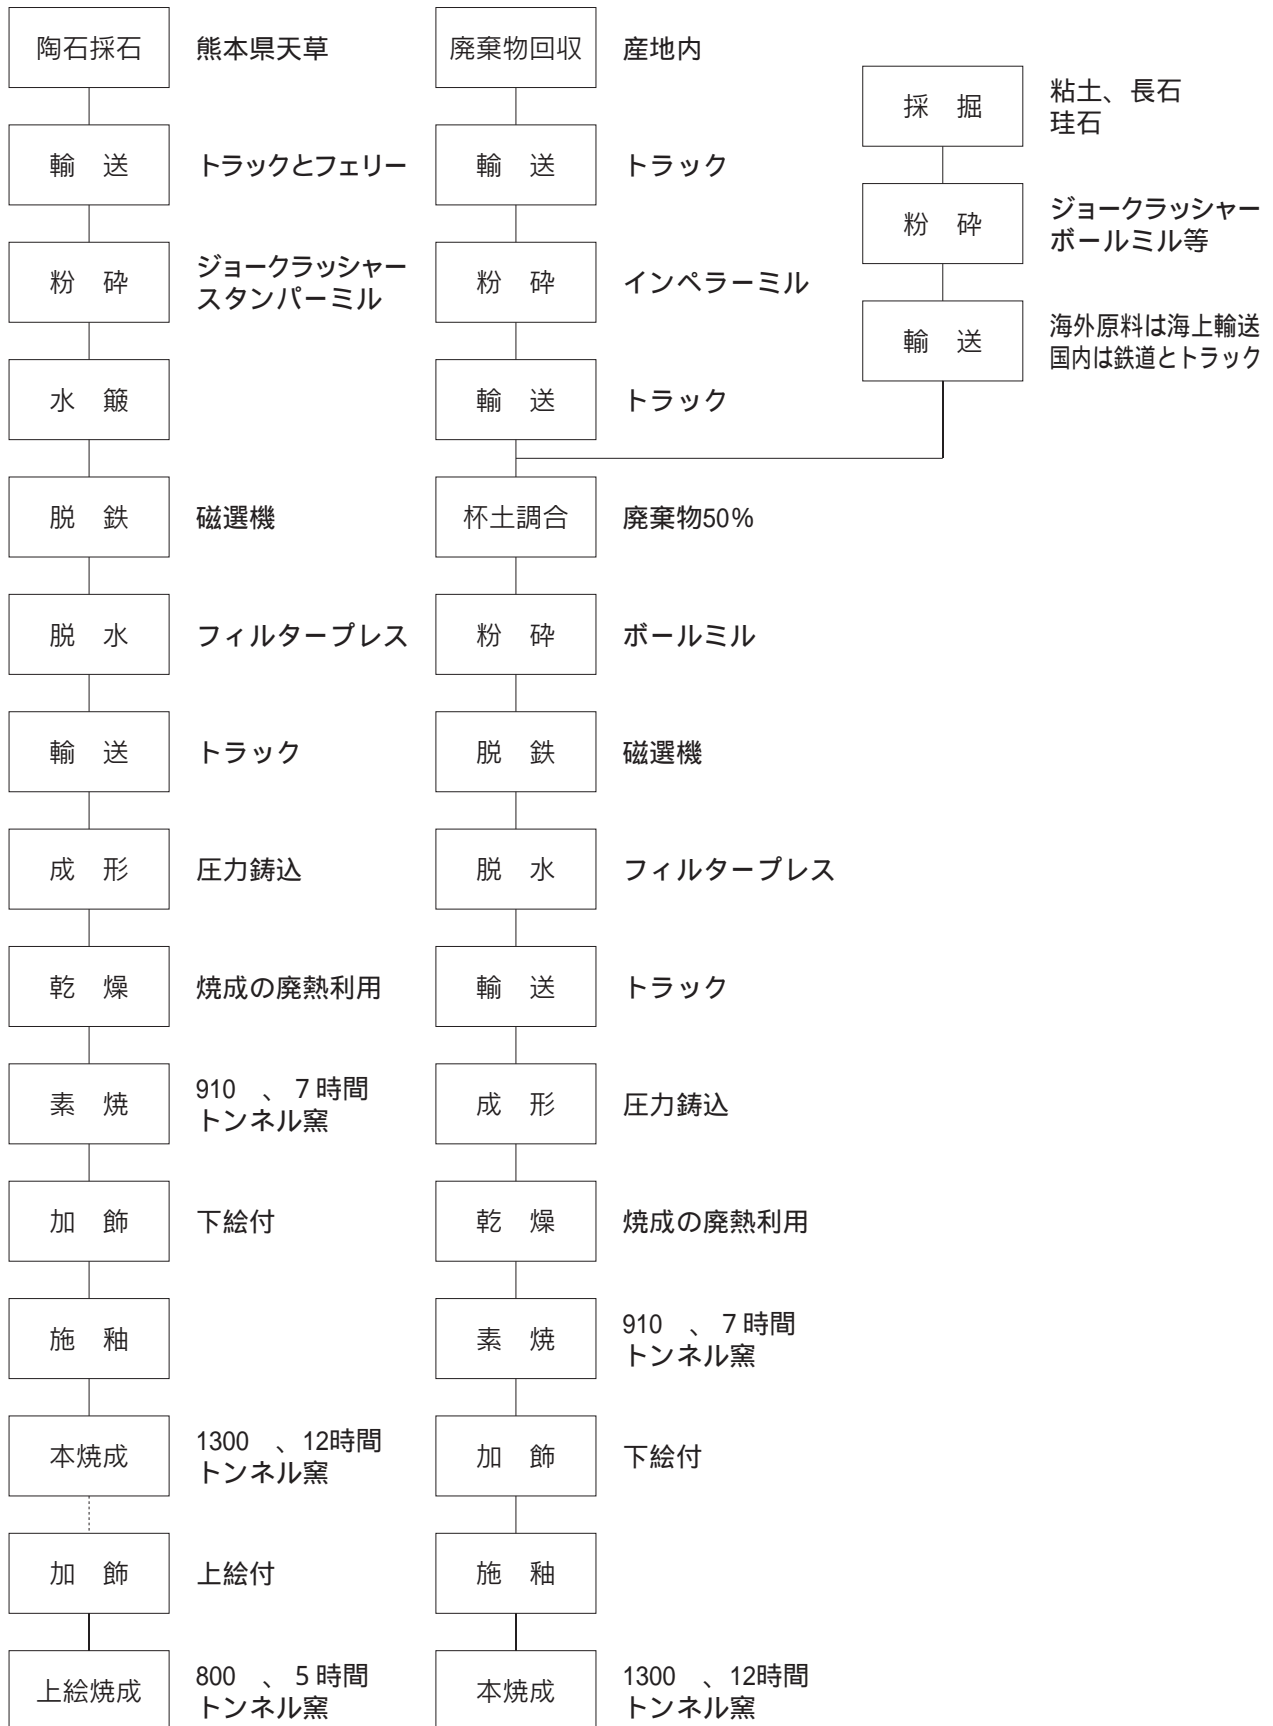 陶石採石
熊本県天草
輸　送
トラックとフェリー
粉　砕
ジョークラッシャー
スタンパーミル
水　簸
脱　鉄
磁選機
脱　水
フィルタープレス
輸　送
トラック
成　形
圧力鋳込
乾　燥
焼成の廃熱利用
素　焼
910　、７時間
トンネル窯
加　飾
下絵付
施　釉
本焼成
1300　、12時間
トンネル窯
加　飾
上絵付
上絵焼成
800　、５時間
トンネル窯
廃棄物回収
産地内
輸　送
トラック
粉　砕
インペラーミル
輸　送
トラック
杯土調合
廃棄物50%
粉　砕
ボールミル
脱　鉄
磁選機
脱　水
フィルタープレス
輸　送
トラック
成　形
圧力鋳込
乾　燥
焼成の廃熱利用
素　焼
910　、７時間
トンネル窯
加　飾
下絵付
施　釉
本焼成
1300　、12時間
トンネル窯
採　掘
粘土、長石
珪石
粉　砕
ジョークラッシャー
ボールミル等
輸　送
海外原料は海上輸送
国内は鉄道とトラック